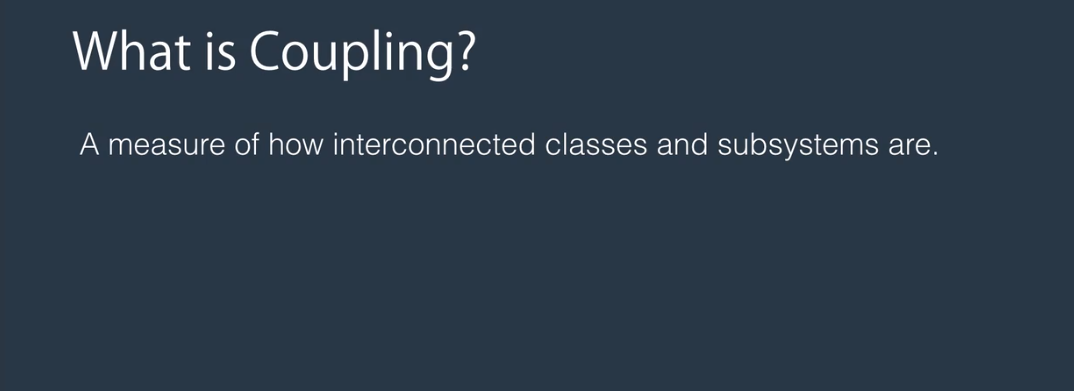 What is Coupling?
A measure of how interconnected classes and subsystems are.